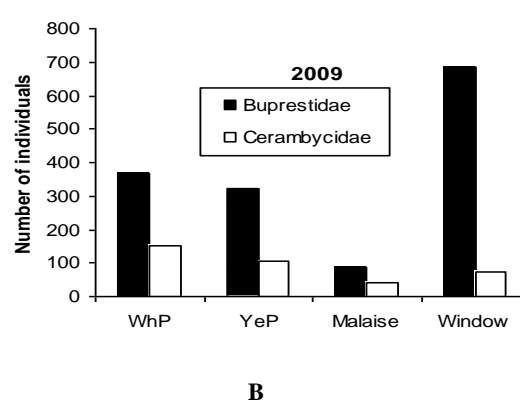 800
700
600
500
400
300
200
100
0
Number of individuals
2009
Buprestidae
Cerambycidae
WhP YeP Malaise Window
B